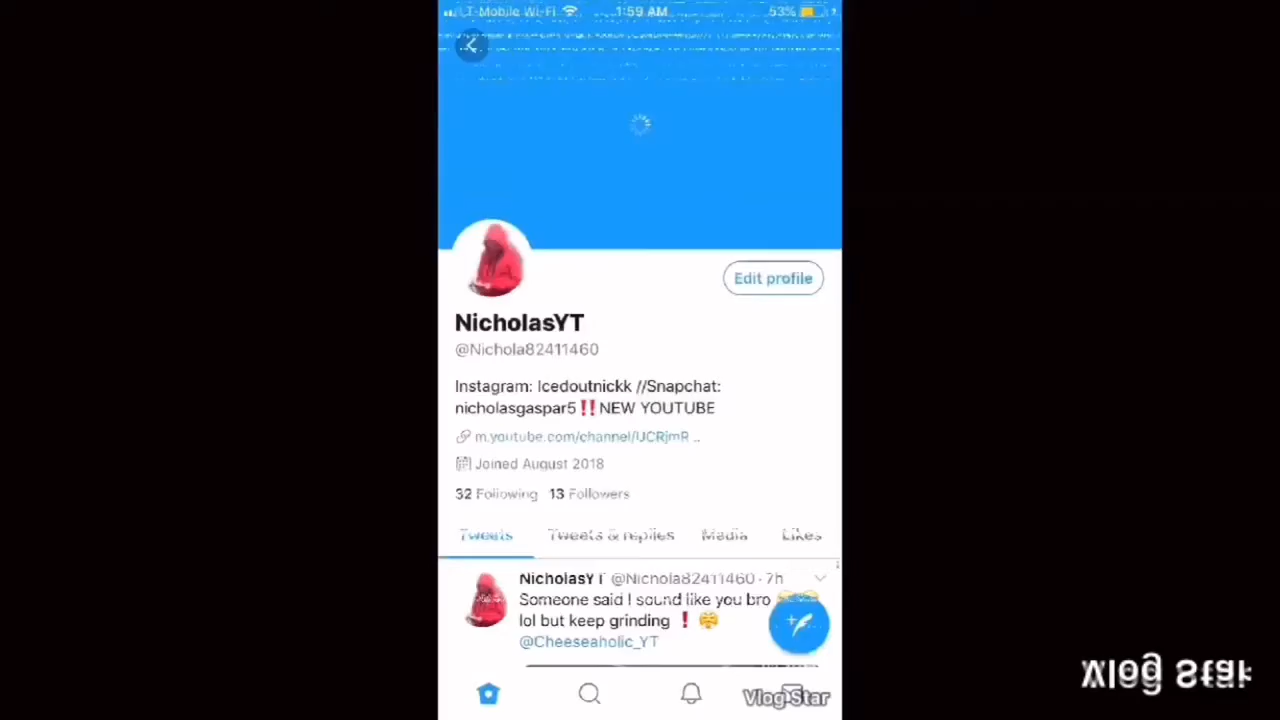 T-Mobile Wi-Fi 1:59 AM 53%
Edit profile
NicholasYT
@Nichola82411460
Instagram: Icedoutnickk //Snapchat:
nicholasgaspar5‼️NEW YOUTUBE
m.youtube.com/channel/UCRjmR...
Joined August 2018
32 Following 13 Followers
Tweets Tweets & replies Media Likes
NicholasYT @Nichola82411460 · 7h
Someone said I sound like you bro
lol but keep grinding ❗😤
@Cheeseaholic_YT
Vlog Star
Vlog Star